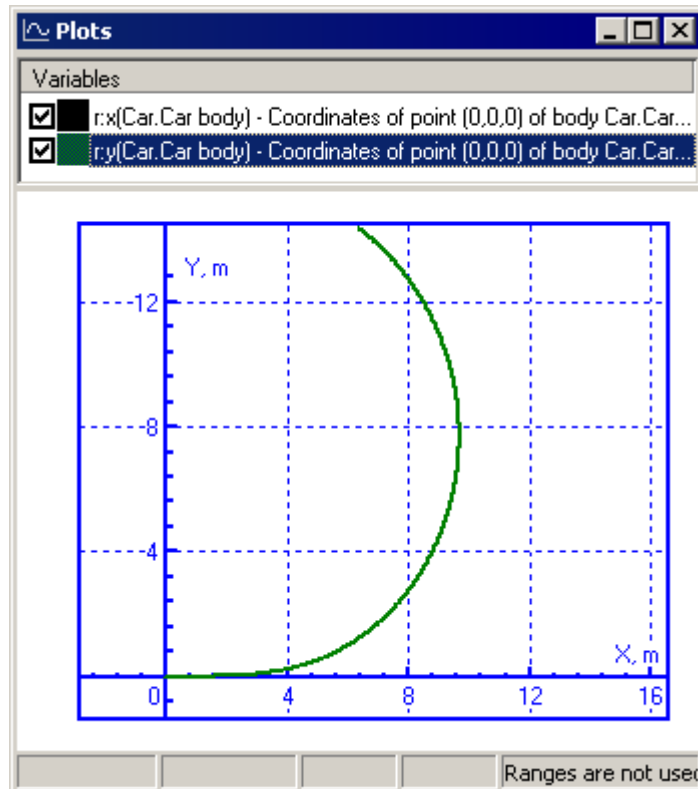 Plots
Variables
r:x(Car.Car body) - Coordinates of point (0,0,0) of body Car.Car...
r:y(Car.Car body) - Coordinates of point (0,0,0) of body Car.Car...
Y, m
12
8
4
X, m
0 4 8 12 16
Ranges are not used